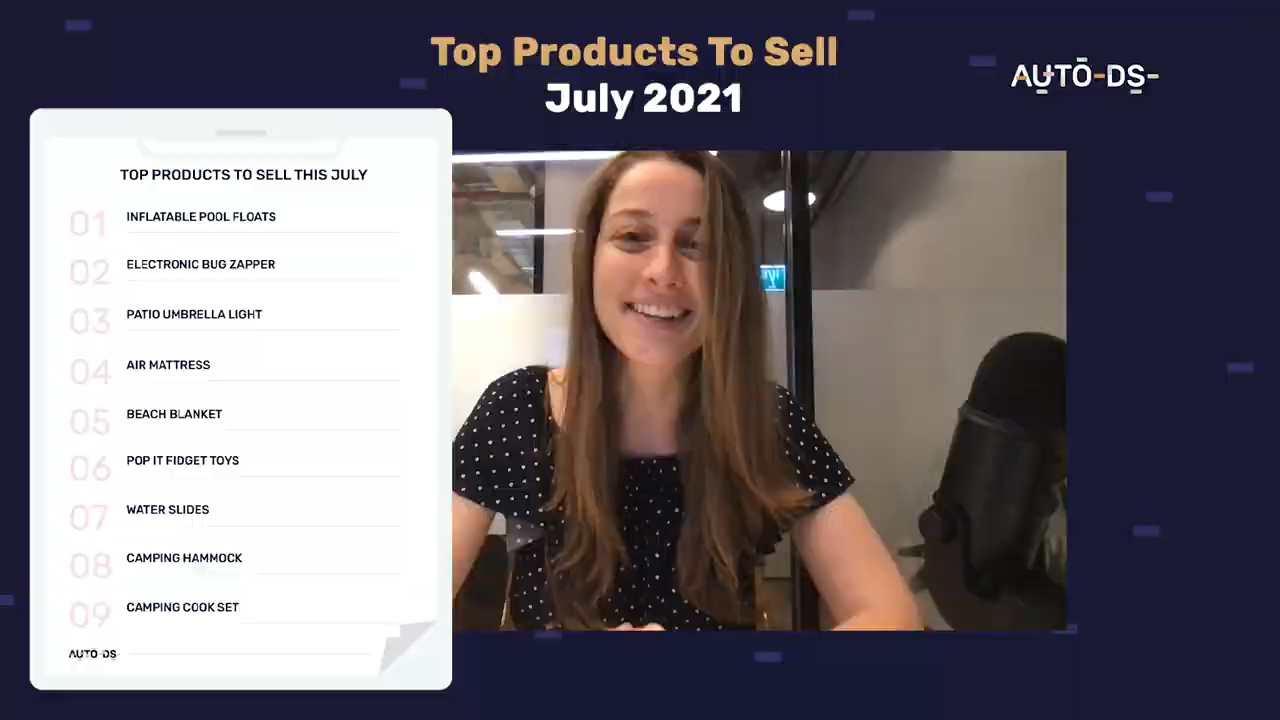 Top Products To Sell
July 2021
AUTO-DS-
TOP PRODUCTS TO SELL THIS JULY
01 INFLATABLE POOL FLOATS
02 ELECTRONIC BUG ZAPPER
03 PATIO UMBRELLA LIGHT
04 AIR MATTRESS
05 BEACH BLANKET
06 POP IT FIDGET TOYS
07 WATER SLIDES
08 CAMPING HAMMOCK
09 CAMPING COOK SET
AUTO-DS-